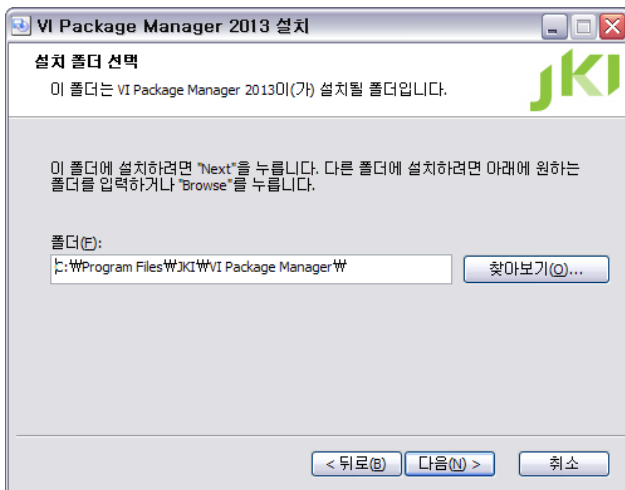 VI Package Manager 2013 설치
설치 폴더 선택
이 폴더는 VI Package Manager 2013이(가) 설치될 폴더입니다.
jki
이 폴더에 설치하려면 "Next"을 누릅니다. 다른 폴더에 설치하려면 아래에 원하는
폴더를 입력하거나 "Browse"를 누릅니다.
폴더(F):
C:₩Program Files₩JKI₩VI Package Manager₩
찾아보기(O)...
< 뒤로(B)
다음(N) >
취소